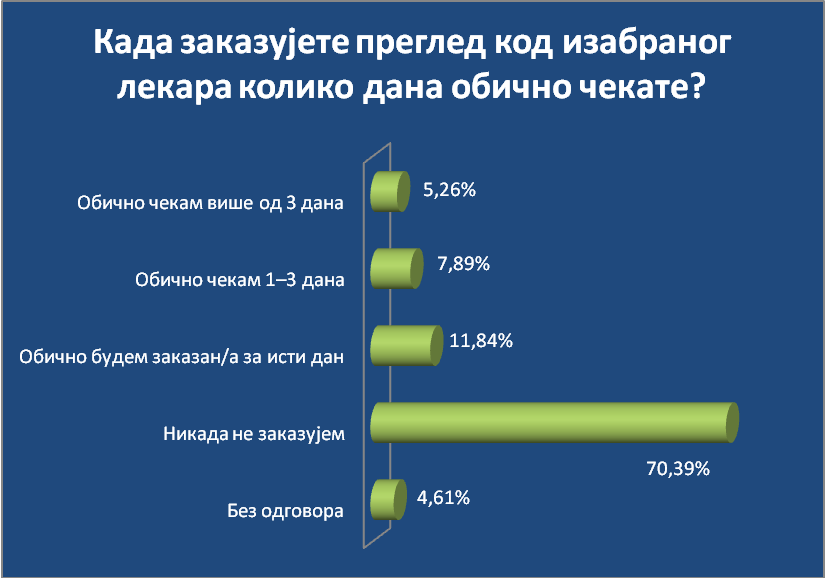 Када заказујете преглед код изабраног
лекара колико дана обично чекате?
Обично чекам више од 3 дана
5,26%
Обично чекам 1–3 дана
7,89%
Обично будем заказан/а за исти дан
11,84%
Никада не заказујем
70,39%
Без одговора
4,61%